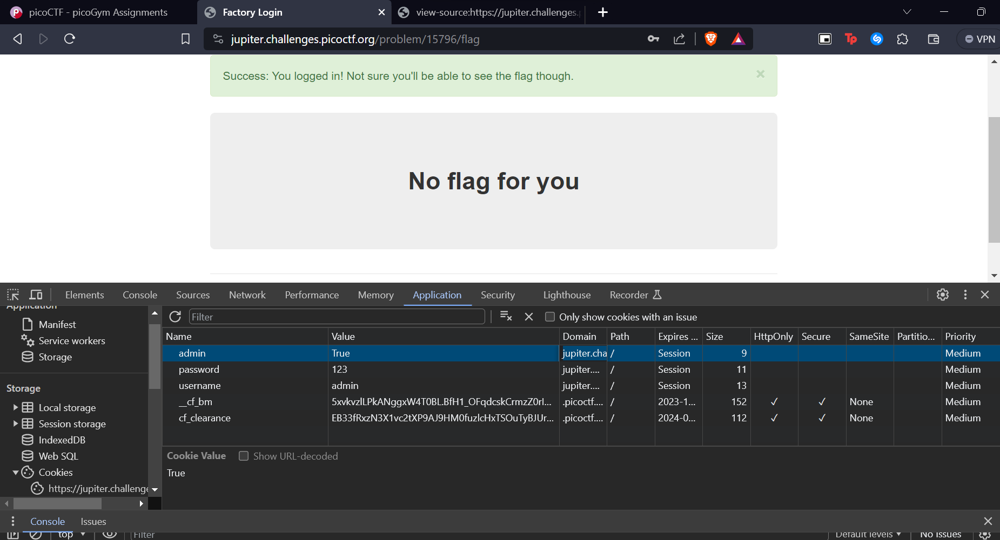 picoCTF - picoGym Assignments
Factory Login
view-source:https://jupiter.challenges.
jupiter.challenges.picoctf.org/problem/15796/flag
Tp
VPN
Success: You logged in! Not sure you'll be able to see the flag though.
×
No flag for you
Elements Console Sources Network Performance Memory Application Security Lighthouse Recorder
Application
Manifest
Service workers
Storage
Storage
Local storage
Session storage
IndexedDB
Web SQL
Cookies
https://jupiter.challenge
Filter
Only show cookies with an issue
Name Value Domain Path Expires ... Size HttpOnly Secure SameSite Partitio... Priority
admin True jupiter.cha / Session 9 Medium
password 123 jupiter.... / Session 11 Medium
username admin jupiter.... / Session 13 Medium
__cf_bm 5xvkvzlLPkANggxW4T0BL.BfH1_OFqdcskCrmzZ0rI... .picoctf.... / 2023-1... 152 ✓ ✓ None Medium
cf_clearance EB33fRxzN3X1vc2tXP9AJ9HM0fuzlcHxTSOuTyBJUr... .picoctf.... / 2024-0... 112 ✓ ✓ None Medium
Cookie Value Show URL-decoded
True
Console Issues
top Filter Default levels No Issues